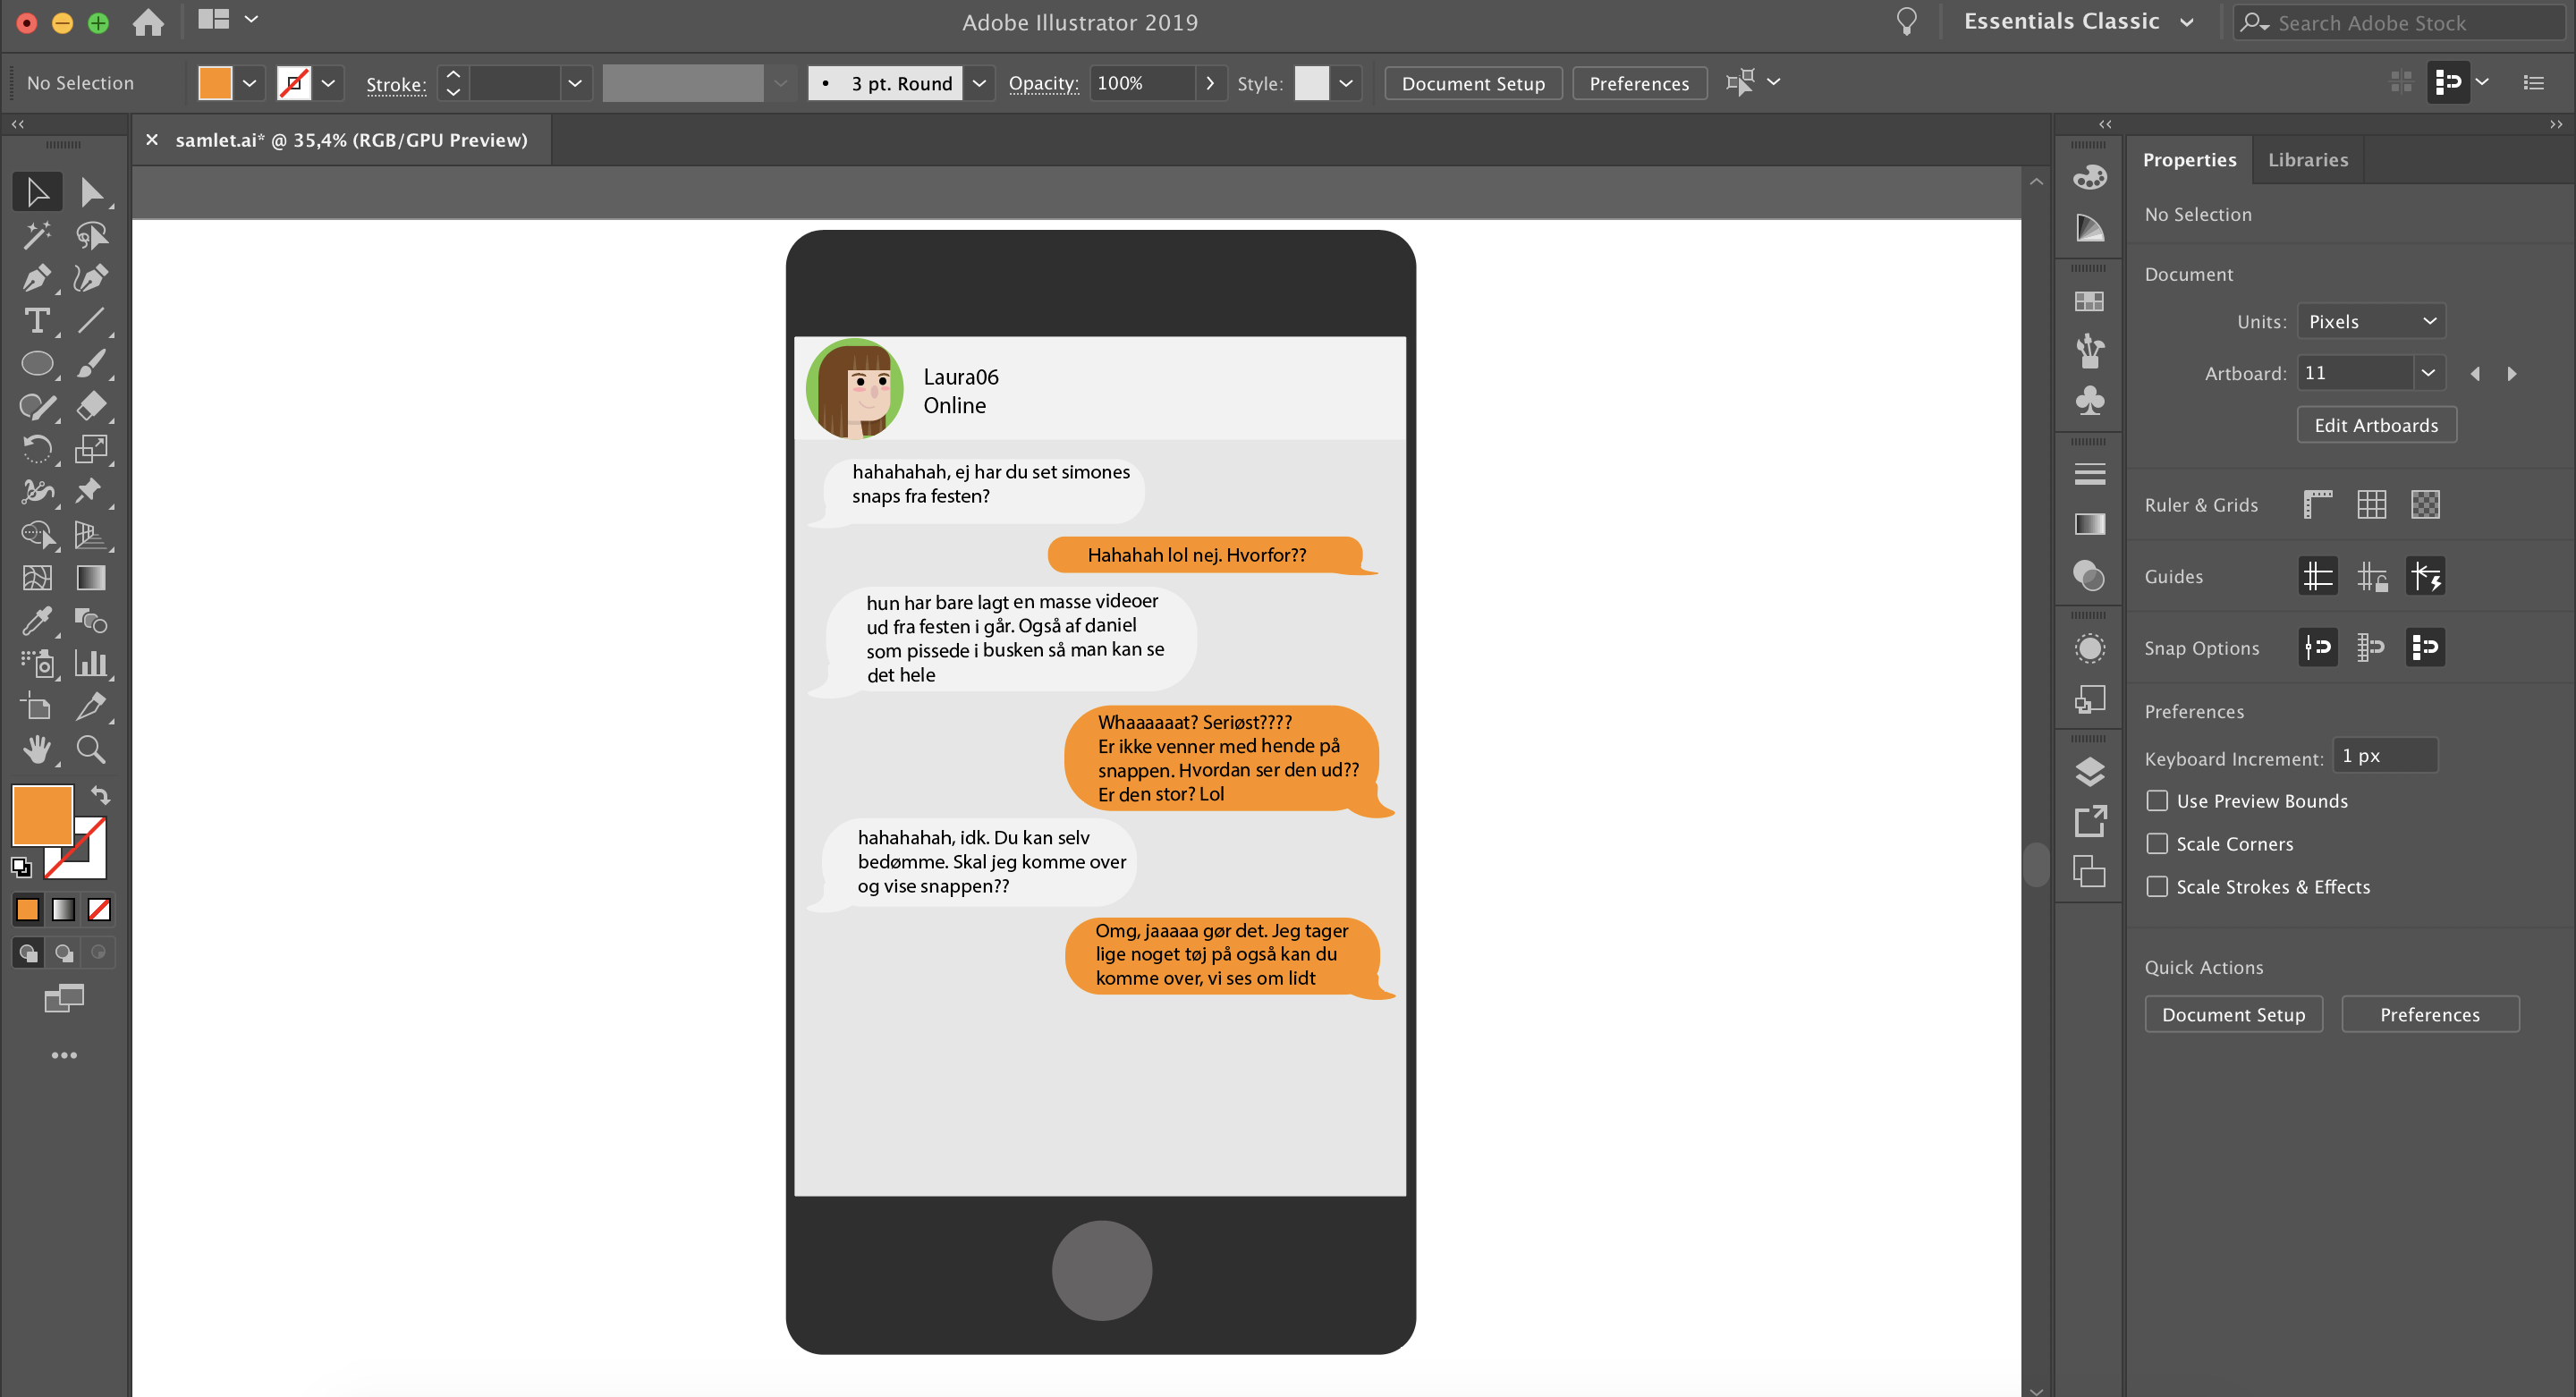 Adobe Illustrator 2019
Essentials Classic
Search Adobe Stock
No Selection
Stroke:
3 pt. Round
Opacity:
100%
Style:
Document Setup
Preferences
samlet.ai* @ 35,4% (RGB/GPU Preview)
Laura06
Online
hahahahah, ej har du set simones
snaps fra festen?
Hahahah lol nej. Hvorfor??
hun har bare lagt en masse videoer
ud fra festen i går. Også af daniel
som pissede i busken så man kan se
det hele
Whaaaaaat? Seriøst????
Er ikke venner med hende på
snappen. Hvordan ser den ud??
Er den stor? Lol
hahahahah, idk. Du kan selv
bedømme. Skal jeg komme over
og vise snappen??
Omg, jaaaaa gør det. Jeg tager
lige noget tøj på også kan du
komme over, vi ses om lidt
Properties
Libraries
No Selection
Document
Units:
Pixels
Artboard:
11
Edit Artboards
Ruler & Grids
Guides
Snap Options
Preferences
Keyboard Increment:
1 px
Use Preview Bounds
Scale Corners
Scale Strokes & Effects
Quick Actions
Document Setup
Preferences